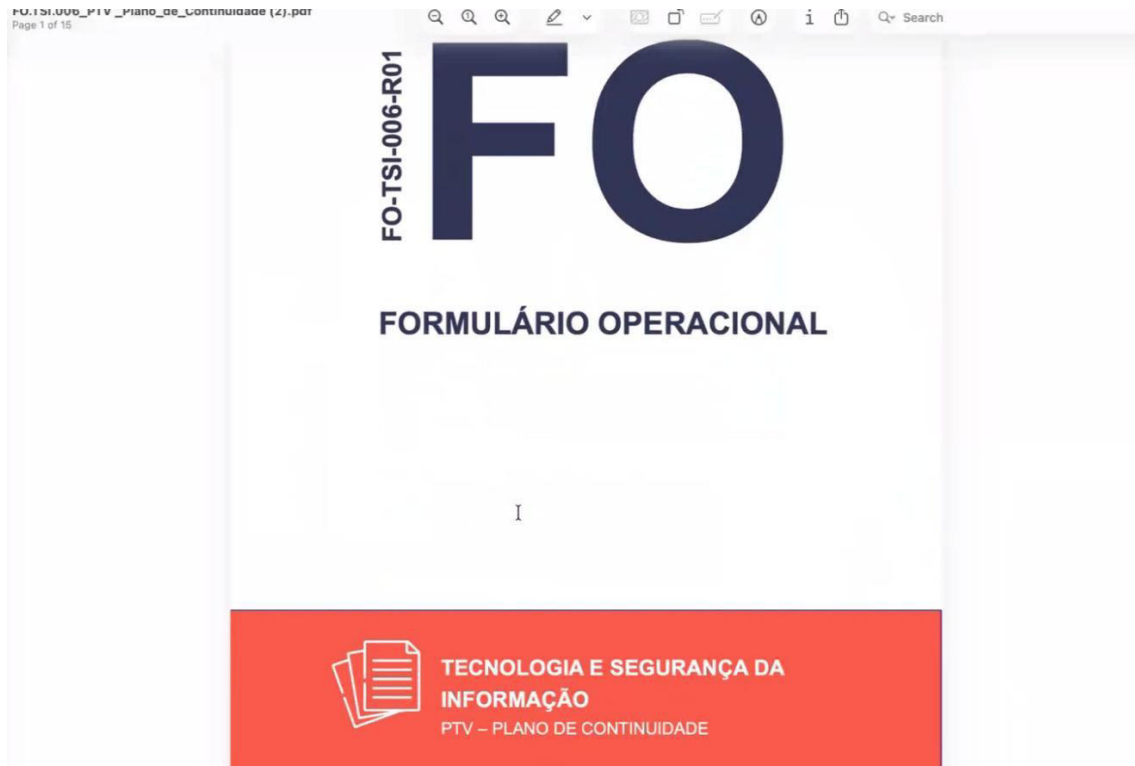 FO.TSI.006_PTV _Plano_de_Continuidade (2).pdf
Page 1 of 15
Search
FO-TSI-006-R01
FO
FORMULÁRIO OPERACIONAL
TECNOLOGIA E SEGURANÇA DA
INFORMAÇÃO
PTV – PLANO DE CONTINUIDADE